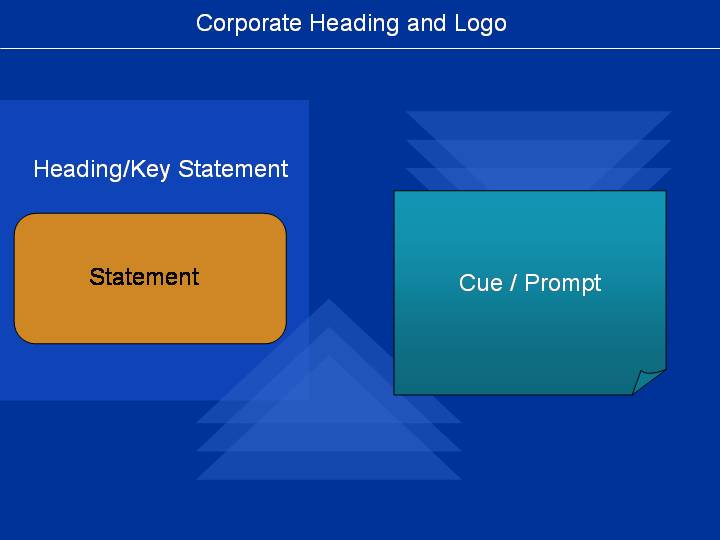 Corporate Heading and Logo
Heading/Key Statement
Statement
Cue / Prompt